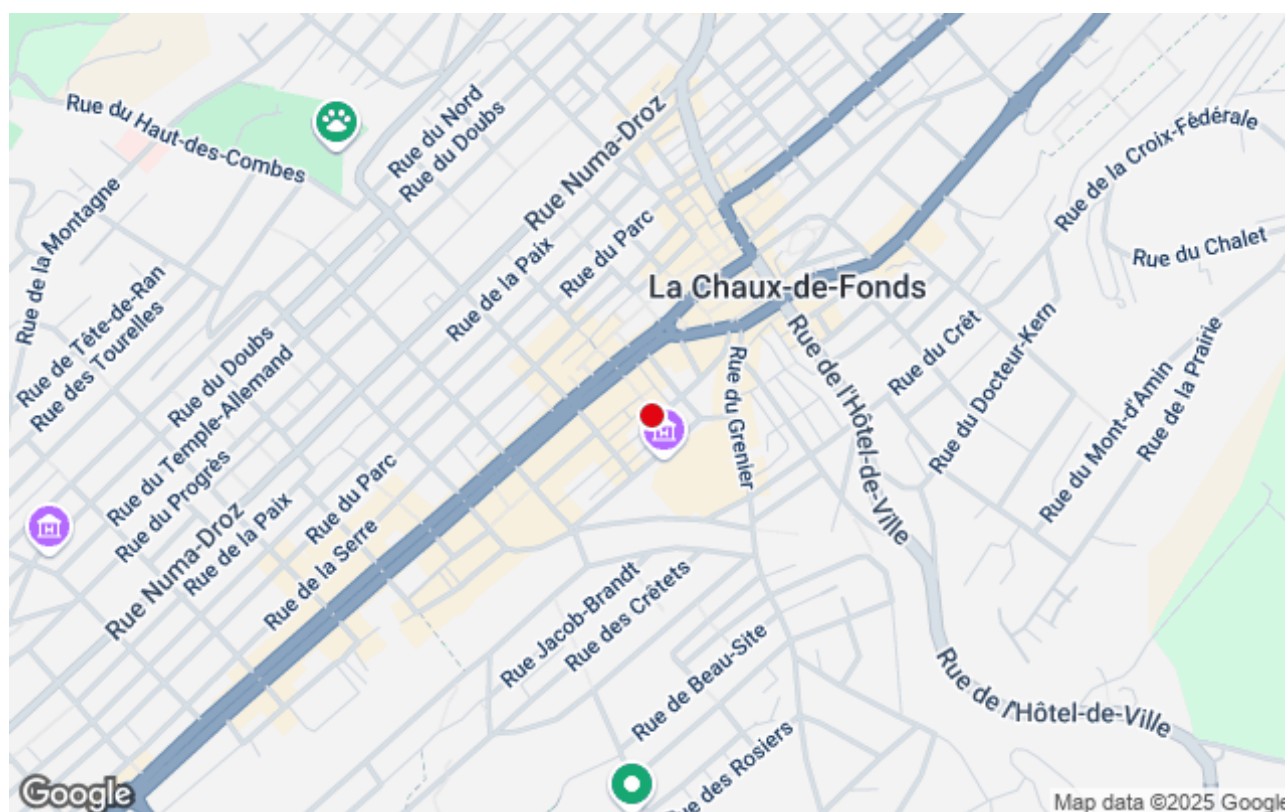 Rue du Haut-des-Combes
Rue du Nord
Rue du Doubs
Rue Numa-Droz
Rue de la Croix-Fédérale
Rue de la Montagne
Rue du Parc
Rue de la Paix
Rue du Chalet
La Chaux-de-Fonds
Rue de Tête-de-Ran
Rue des Tourelles
Rue du Doubs
Rue du Temple-Allemand
Rue du Progrès
Rue du Crêt
Rue du Docteur-Kern
Rue de l'Hôtel-de-Ville
Rue du Grenier
Rue du Mont-d'Amin
Rue de la Prairie
Rue du Parc
Rue de la Serre
Rue de la Paix
Rue Numa-Droz
Rue Jacob-Brandt
Rue des Crêtets
Rue de Beau-Site
Rue des Rosiers
Rue de l'Hôtel-de-Ville
Google
Map data ©2025 Google